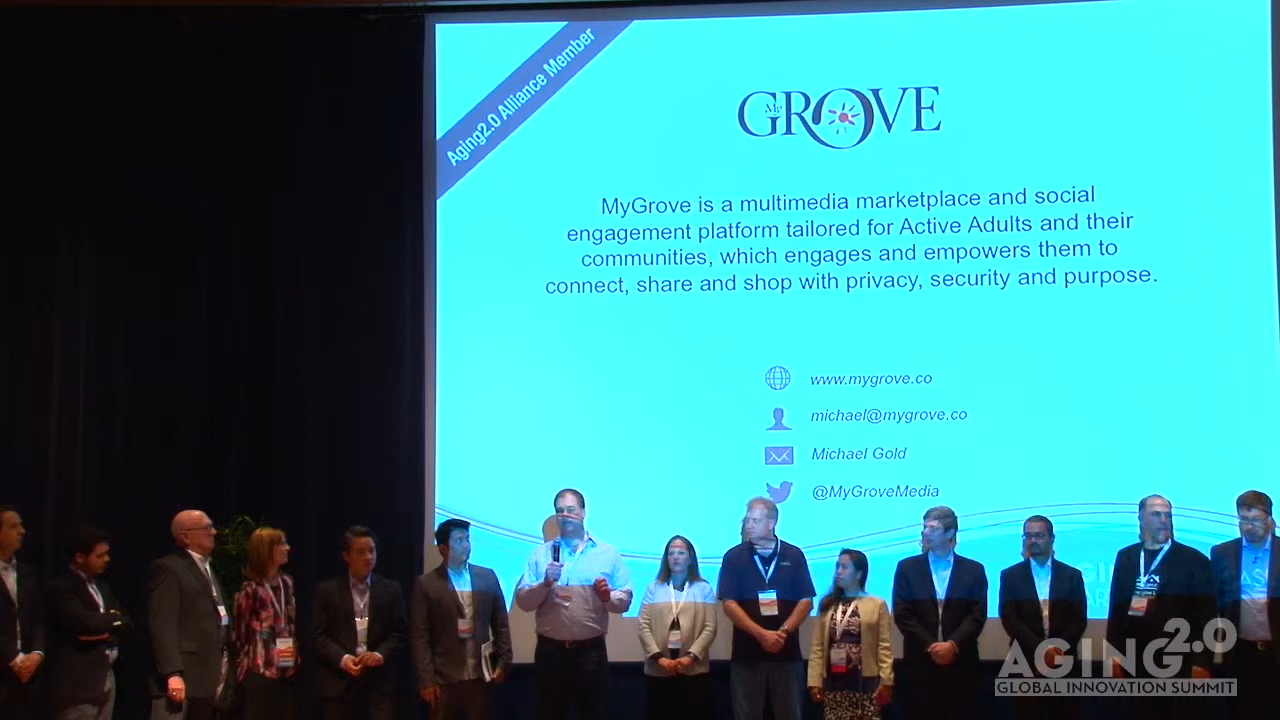 Aging2.0 Alliance Member
My GROVE
MyGrove is a multimedia marketplace and social
engagement platform tailored for Active Adults and their
communities, which engages and empowers them to
connect, share and shop with privacy, security and purpose.
www.mygrove.co
michael@mygrove.co
Michael Gold
@MyGroveMedia
AGING2.0
GLOBAL INNOVATION SUMMIT